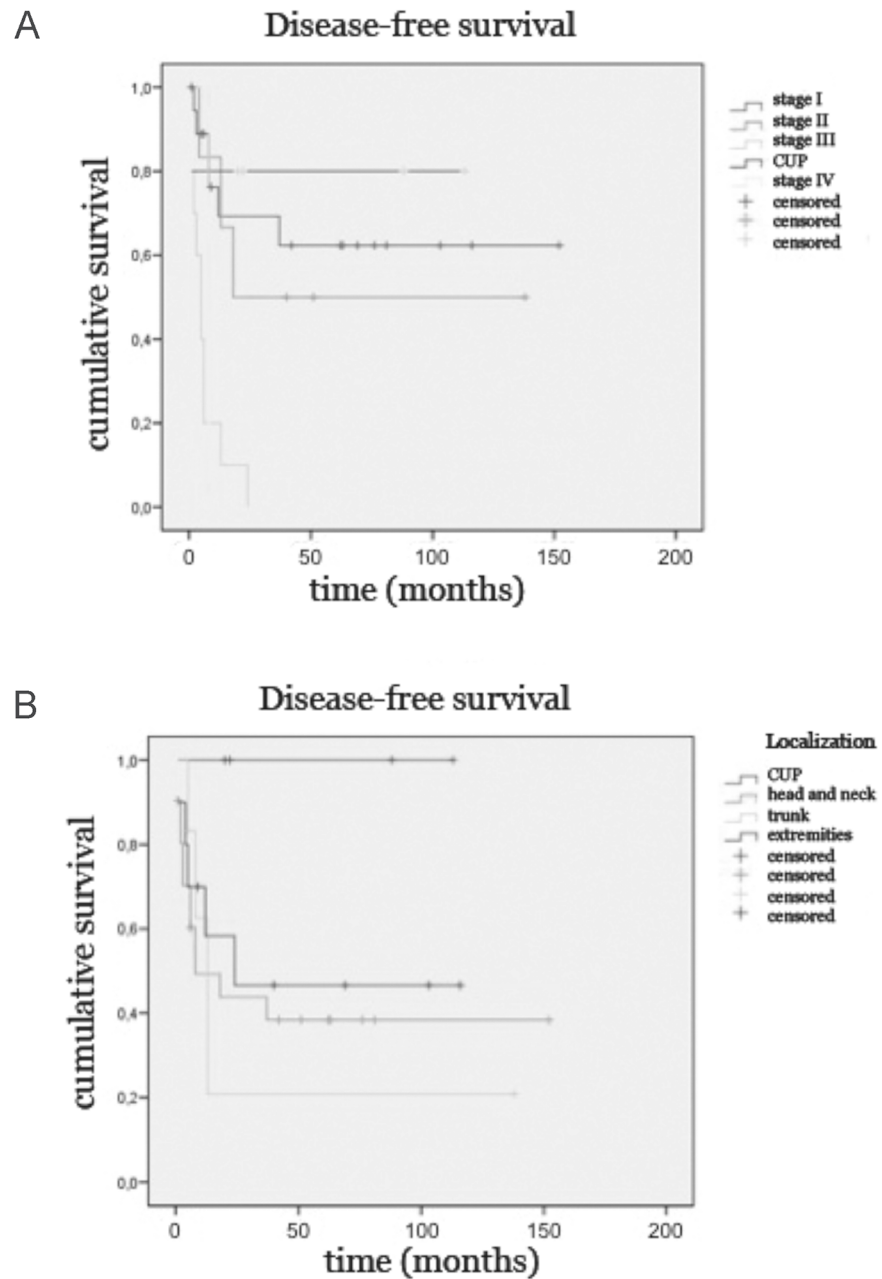 A
Disease-free survival
cumulative survival
1,0
0,8
0,6
0,4
0,2
0,0
0 50 100 150 200
time (months)
stage I
stage II
stage III
CUP
stage IV
censored
censored
censored
B
Disease-free survival
cumulative survival
1,0
0,8
0,6
0,4
0,2
0,0
0 50 100 150 200
time (months)
Localization
CUP
head and neck
trunk
extremities
censored
censored
censored
censored